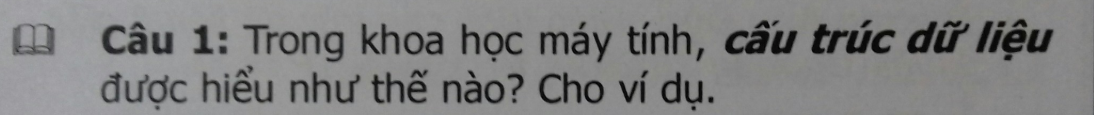 Câu 1: Trong khoa học máy tính, cấu trúc dữ liệu
được hiểu như thế nào? Cho ví dụ.